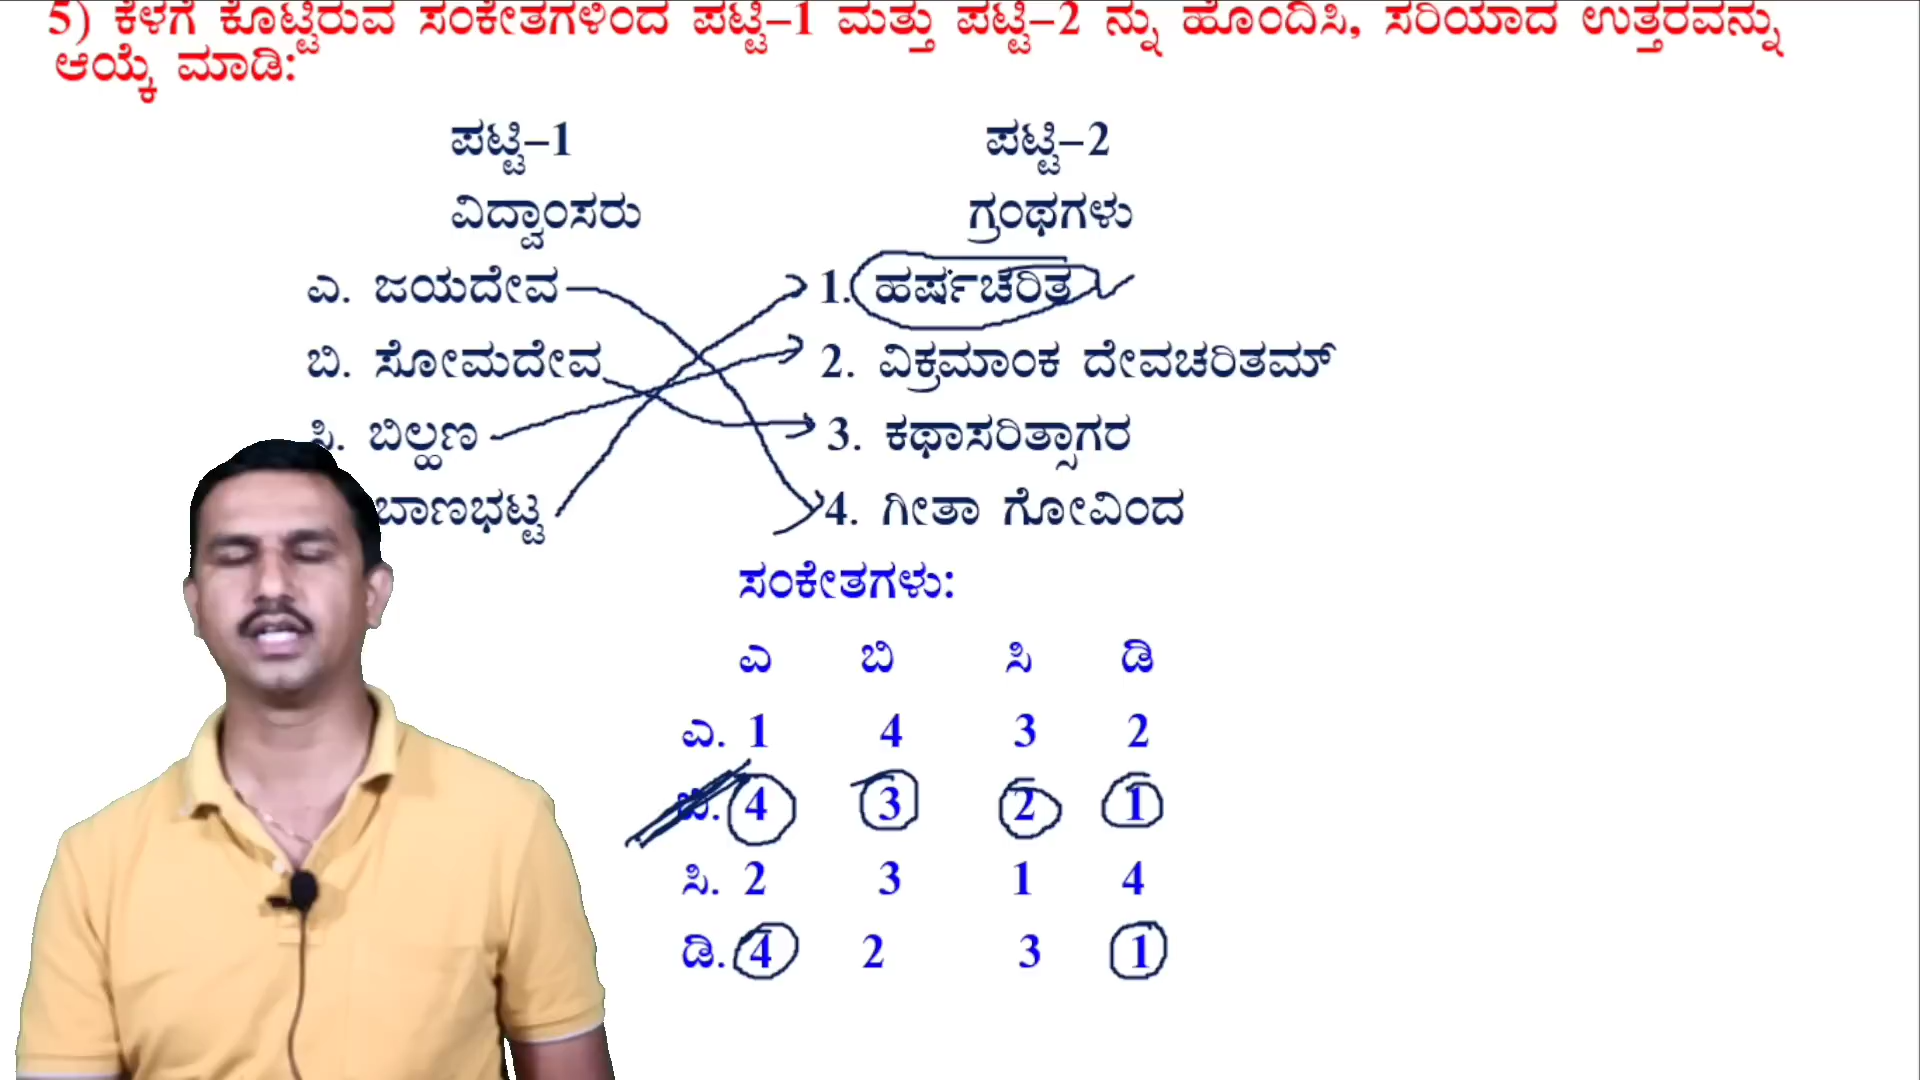 5) ಕೆಳಗೆ ಕೊಟ್ಟಿರುವ ಸಂಕೇತಗಳಿಂದ ಪಟ್ಟಿ–1 ಮತ್ತು ಪಟ್ಟಿ–2 ನ್ನು ಹೊಂದಿಸಿ, ಸರಿಯಾದ ಉತ್ತರವನ್ನು
ಆಯ್ಕೆ ಮಾಡಿ:
ಪಟ್ಟಿ–1 ಪಟ್ಟಿ–2
ವಿದ್ವಾಂಸರು ಗ್ರಂಥಗಳು
ಎ. ಜಯದೇವ 1. ಹರ್ಷಚರಿತ
ಬಿ. ಸೋಮದೇವ 2. ವಿಕ್ರಮಾಂಕ ದೇವಚರಿತಮ್
ಸಿ. ಬಿಲ್ಹಣ 3. ಕಥಾಸರಿತ್ಸಾಗರ
ಬಾಣಭಟ್ಟ 4. ಗೀತಾ ಗೋವಿಂದ
ಸಂಕೇತಗಳು:
ಎ ಬಿ ಸಿ ಡಿ
ಎ. 1 4 3 2
ಬಿ. 4 3 2 1
ಸಿ. 2 3 1 4
ಡಿ. 4 2 3 1